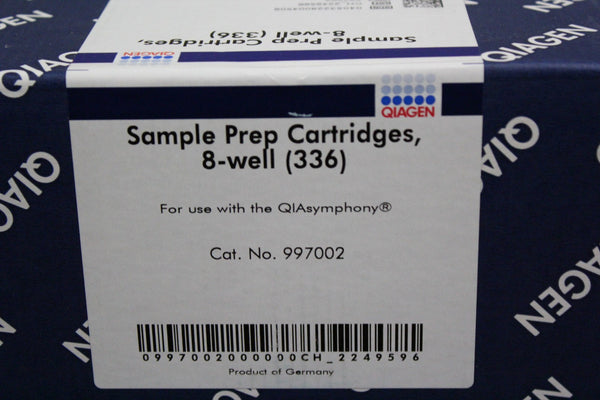 Sample Prep Cartridges,
8-well (336)
QIAGEN
QIAGEN
QIAGEN
Sample Prep Cartridges,
8-well (336)
For use with the QIAsymphony®
Cat. No. 997002
0997002000000CH_2249596
Product of Germany
QIAGEN
QIAGEN
QIAGEN